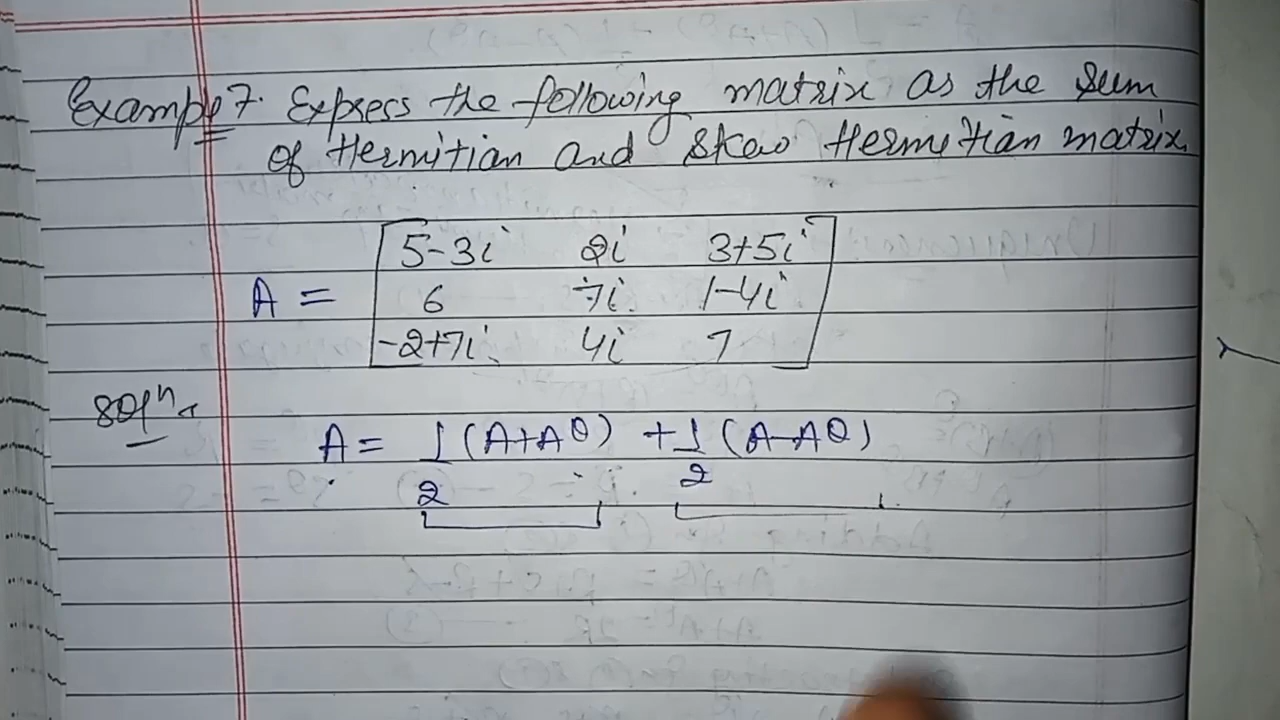 Example 7. Express the following matrix as the Sum
of Hermitian and Skew Hermitian matrix.
A = [5-3i 2i 3+5i
6 7i 1-4i
-2+7i 4i 7]
Solⁿ
A = 1/2 (A+Aθ) + 1/2 (A-Aθ)